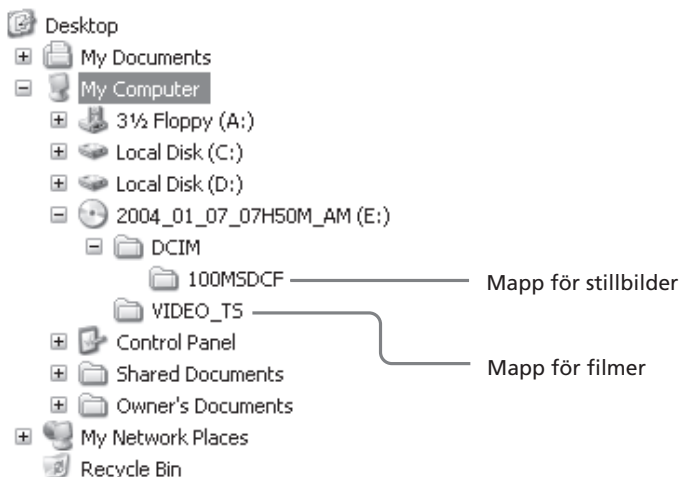 Desktop
My Documents
My Computer
3½ Floppy (A:)
Local Disk (C:)
Local Disk (D:)
2004_01_07_07H50M_AM (E:)
DCIM
100MSDCF
Mapp för stillbilder
VIDEO_TS
Mapp för filmer
Control Panel
Shared Documents
Owner's Documents
My Network Places
Recycle Bin